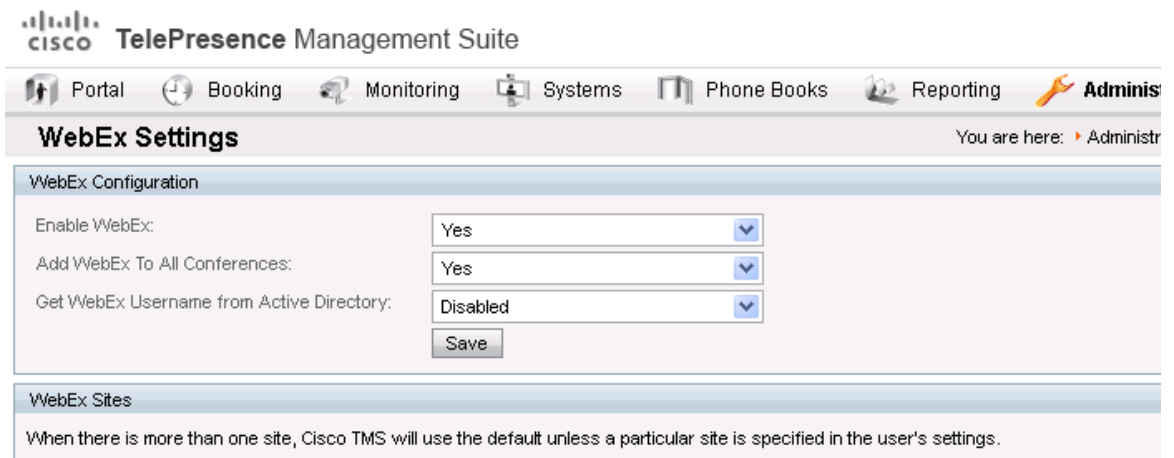 CISCO TelePresence Management Suite
Portal Booking Monitoring Systems Phone Books Reporting Adminis
WebEx Settings You are here: Administr
WebEx Configuration
Enable WebEx: Yes
Add WebEx To All Conferences: Yes
Get WebEx Username from Active Directory: Disabled
Save
WebEx Sites
When there is more than one site, Cisco TMS will use the default unless a particular site is specified in the user's settings.